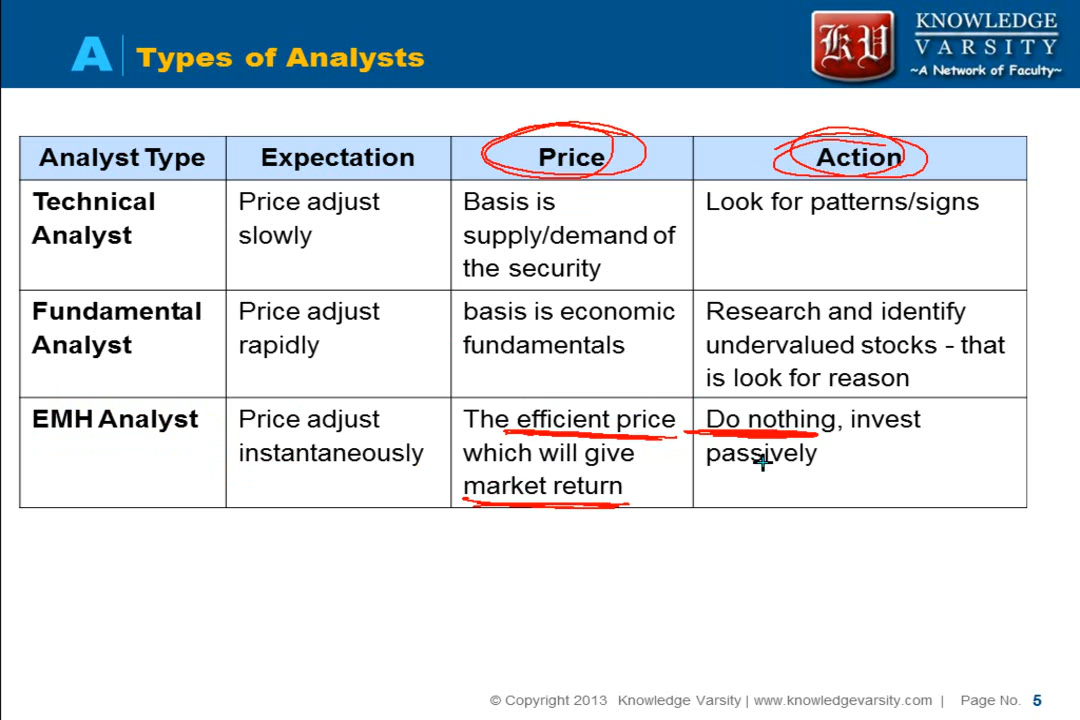 A
Types of Analysts
KV
KNOWLEDGE
VARSITY
~A Network of Faculty~
Analyst Type
Expectation
Price
Action
Technical
Analyst
Price adjust
slowly
Basis is
supply/demand of
the security
Look for patterns/signs
Fundamental
Analyst
Price adjust
rapidly
basis is economic
fundamentals
Research and identify
undervalued stocks - that
is look for reason
EMH Analyst
Price adjust
instantaneously
The efficient price
which will give
market return
Do nothing, invest
passively
© Copyright 2013 Knowledge Varsity | www.knowledgevarsity.com | Page No. 5